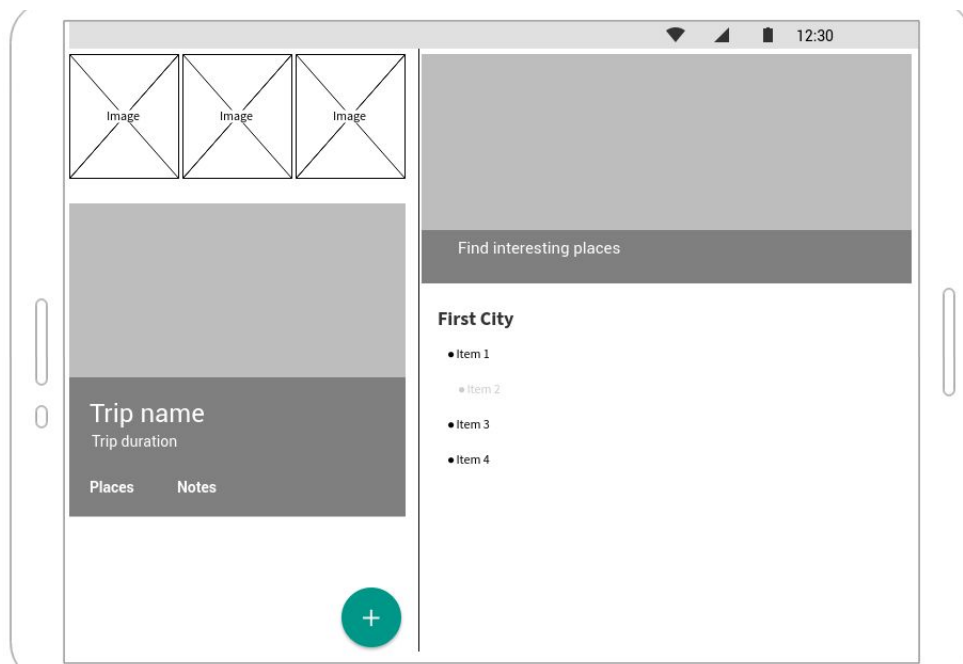 12:30
Image Image Image
Trip name
Trip duration
Places Notes
Find interesting places
First City
Item 1
Item 2
Item 3
Item 4